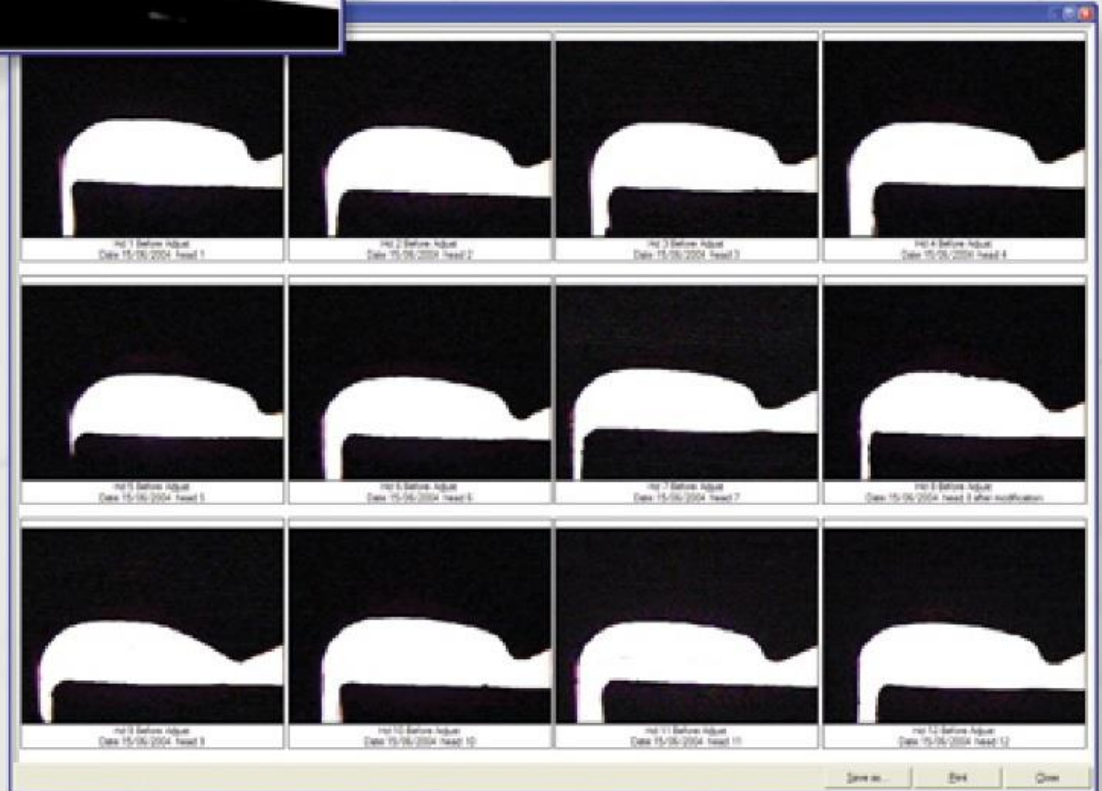 Hd 1 Before Adjust
Date 15/06/2004 head 1
Hd 2 Before Adjust
Date 15/06/2004 head 2
Hd 3 Before Adjust
Date 15/06/2004 head 3
Hd 4 Before Adjust
Date 15/06/2004 head 4
Hd 5 Before Adjust
Date 15/06/2004 head 5
Hd 6 Before Adjust
Date 15/06/2004 head 6
Hd 7 Before Adjust
Date 15/06/2004 head 7
Hd 8 Before Adjust
Date 15/06/2004 head 8 after modification
Hd 9 Before Adjust
Date 15/06/2004 head 9
Hd 10 Before Adjust
Date 15/06/2004 head 10
Hd 11 Before Adjust
Date 15/06/2004 head 11
Hd 12 Before Adjust
Date 15/06/2004 head 12
Save as... Print Close